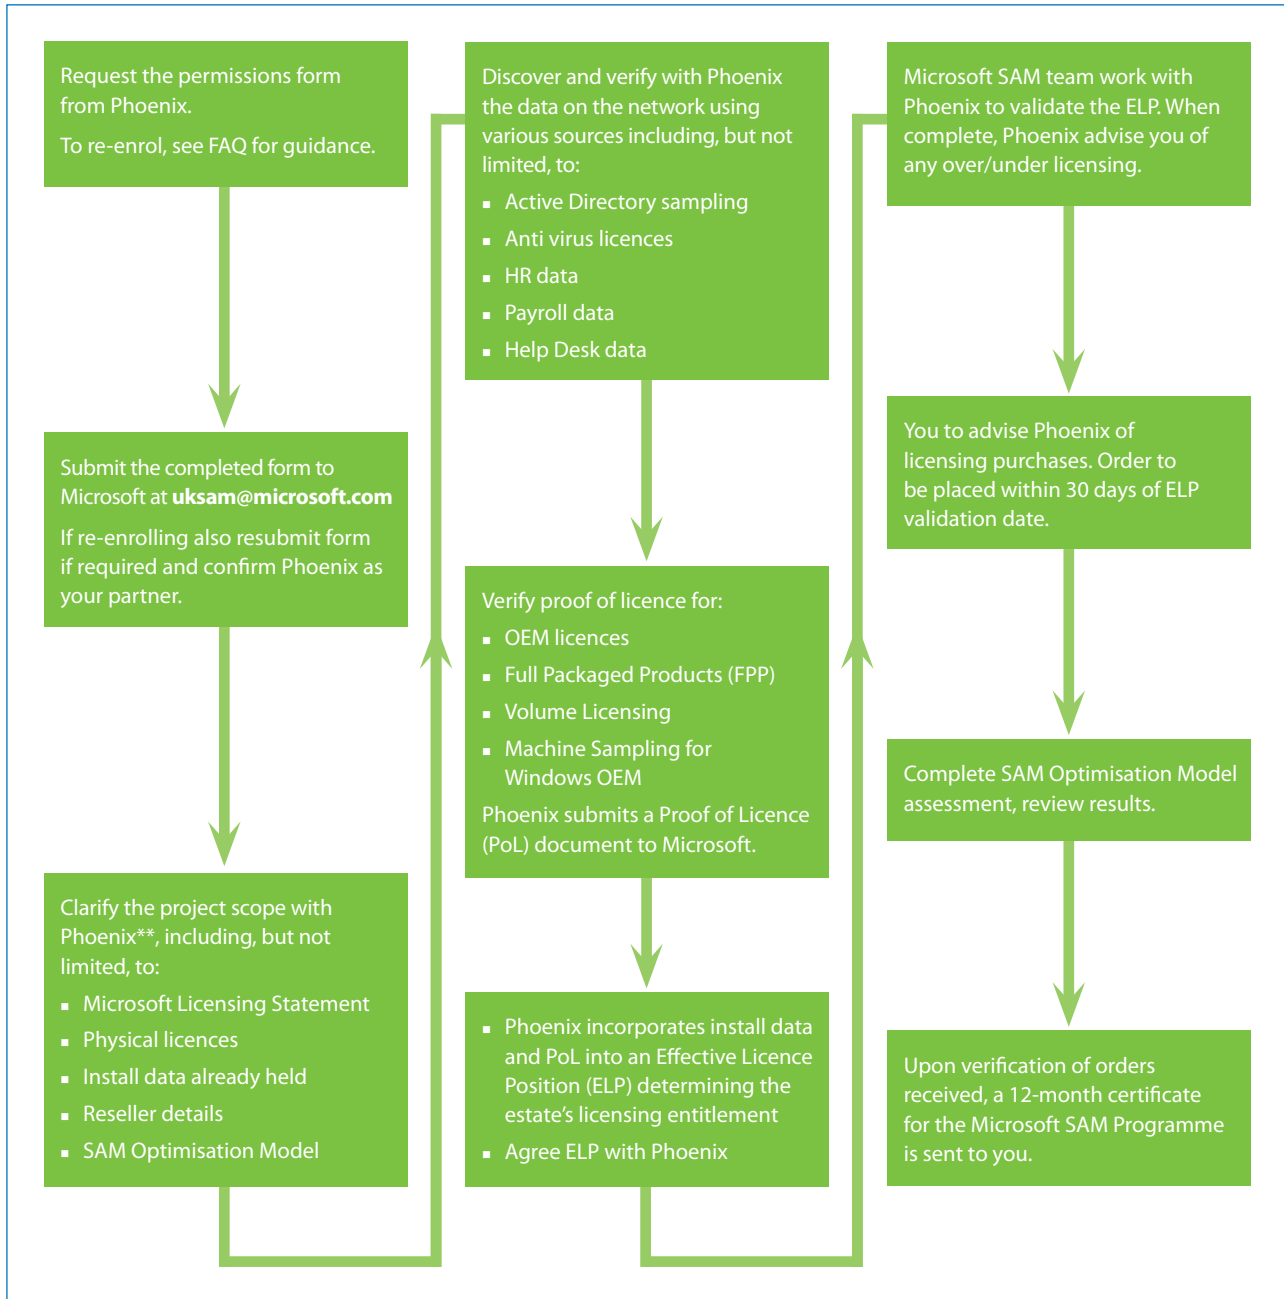 Request the permissions form
from Phoenix.
To re-enrol, see FAQ for guidance.
Submit the completed form to
Microsoft at uksam@microsoft.com
If re-enrolling also resubmit form
if required and confirm Phoenix as
your partner.
Clarify the project scope with
Phoenix**, including, but not
limited, to:
▪ Microsoft Licensing Statement
▪ Physical licences
▪ Install data already held
▪ Reseller details
▪ SAM Optimisation Model
Discover and verify with Phoenix
the data on the network using
various sources including, but not
limited, to:
▪ Active Directory sampling
▪ Anti virus licences
▪ HR data
▪ Payroll data
▪ Help Desk data
Verify proof of licence for:
▪ OEM licences
▪ Full Packaged Products (FPP)
▪ Volume Licensing
▪ Machine Sampling for
Windows OEM
Phoenix submits a Proof of Licence
(PoL) document to Microsoft.
▪ Phoenix incorporates install data
and PoL into an Effective Licence
Position (ELP) determining the
estate's licensing entitlement
▪ Agree ELP with Phoenix
Microsoft SAM team work with
Phoenix to validate the ELP. When
complete, Phoenix advise you of
any over/under licensing.
You to advise Phoenix of
licensing purchases. Order to
be placed within 30 days of ELP
validation date.
Complete SAM Optimisation Model
assessment, review results.
Upon verification of orders
received, a 12-month certificate
for the Microsoft SAM Programme
is sent to you.